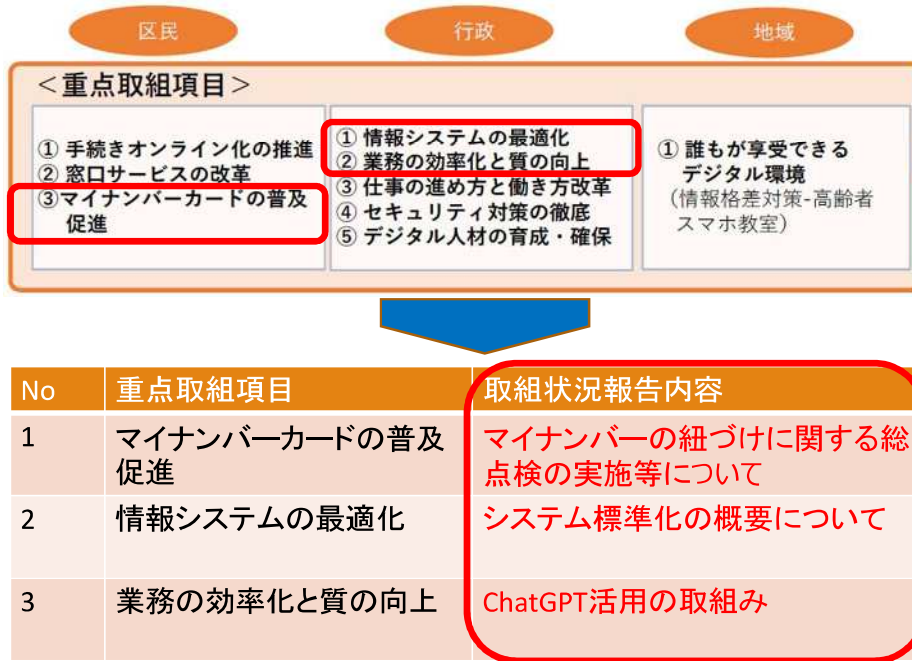 区民
行政
地域
＜重点取組項目＞
① 手続きオンライン化の推進
② 窓口サービスの改革
③マイナンバーカードの普及
促進
① 情報システムの最適化
② 業務の効率化と質の向上
③ 仕事の進め方と働き方改革
④ セキュリティ対策の徹底
⑤ デジタル人材の育成・確保
① 誰もが享受できる
デジタル環境
（情報格差対策-高齢者
スマホ教室）
No 重点取組項目 取組状況報告内容
1 マイナンバーカードの普及 マイナンバーの紐づけに関する総
促進 点検の実施等について
2 情報システムの最適化 システム標準化の概要について
3 業務の効率化と質の向上 ChatGPT活用の取組み